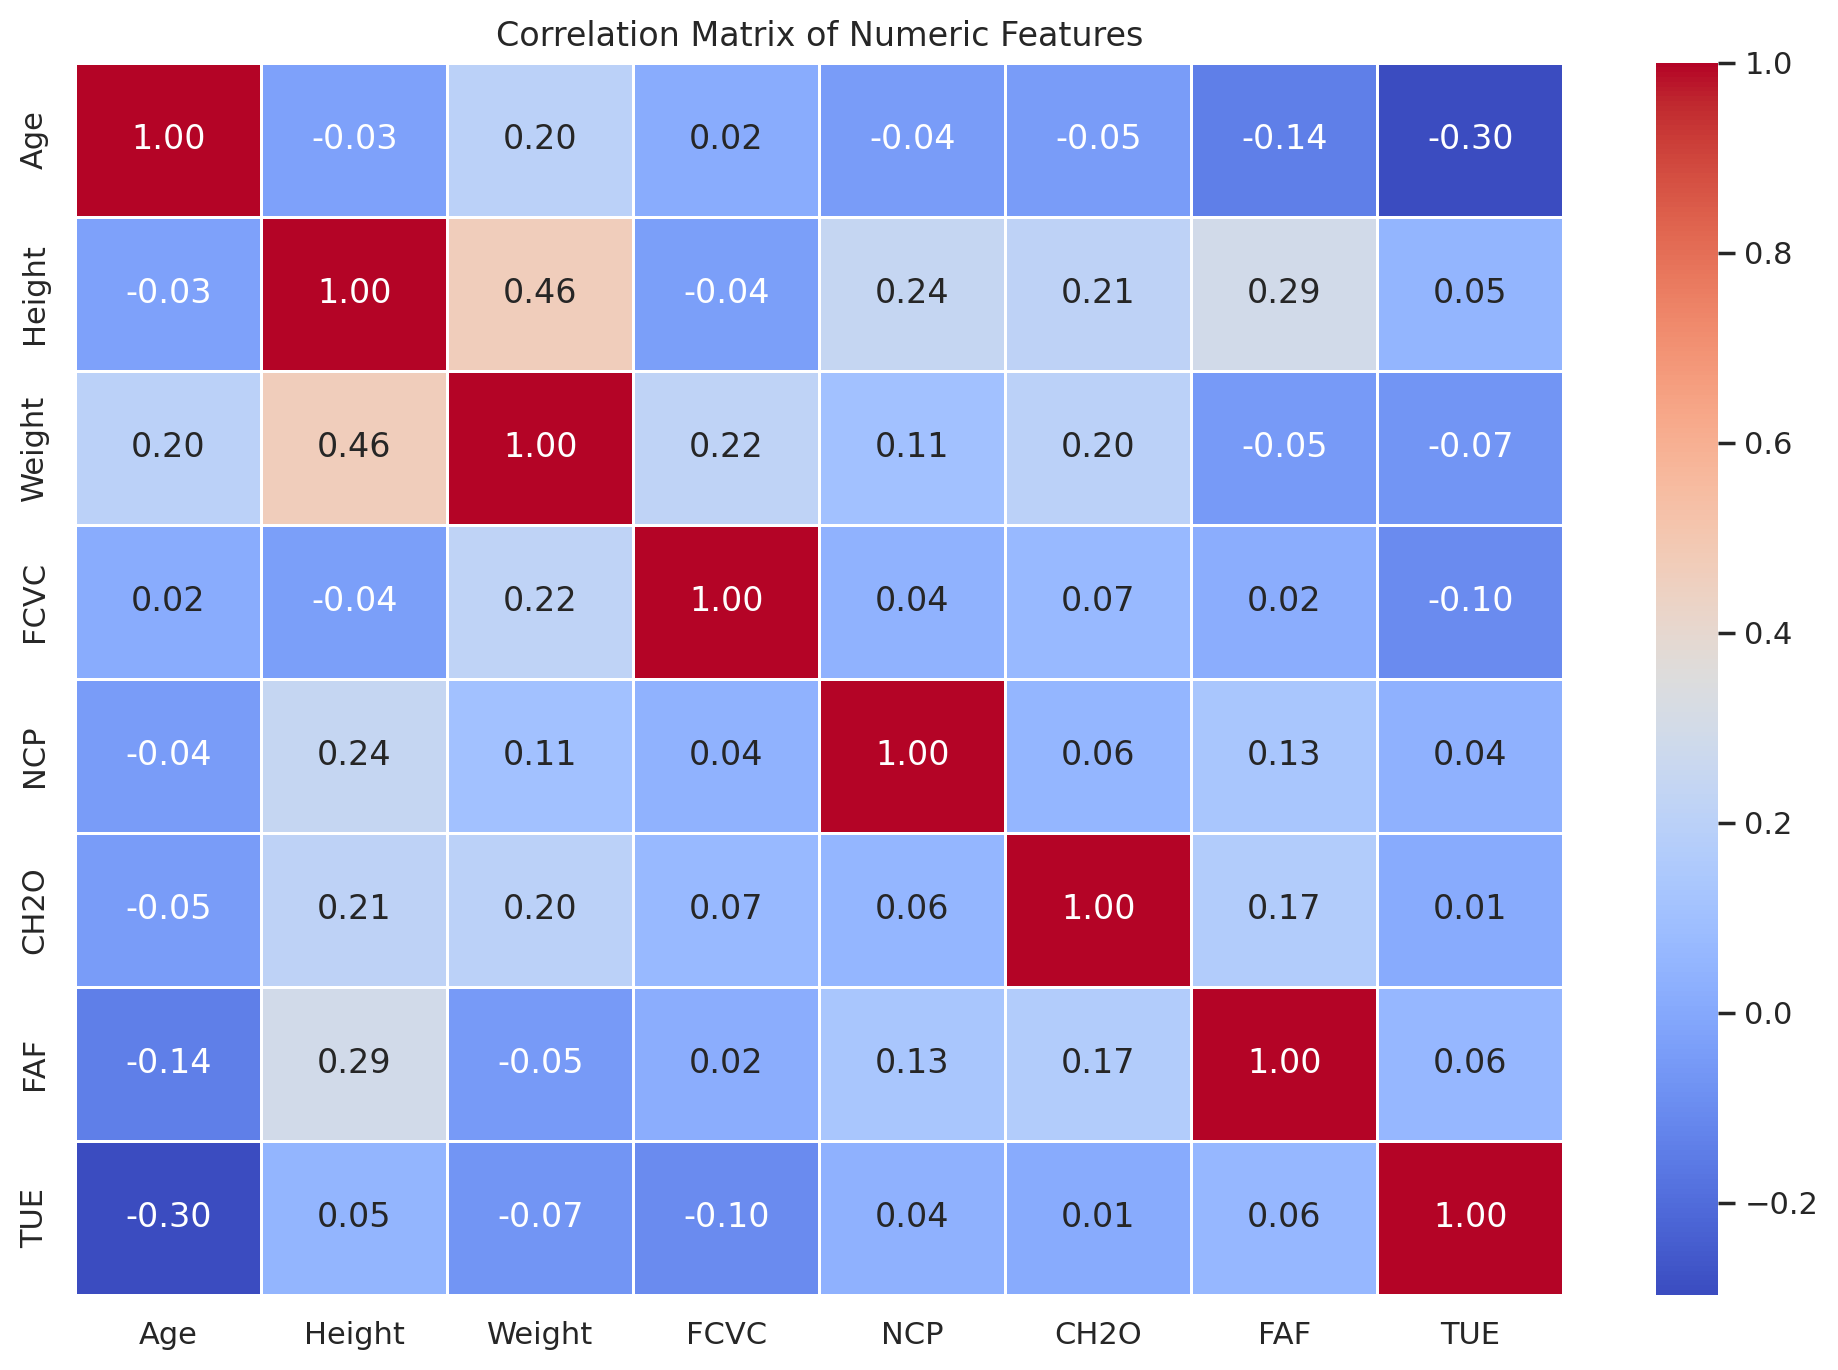 Correlation Matrix of Numeric Features
Age 1.00 -0.03 0.20 0.02 -0.04 -0.05 -0.14 -0.30
Height -0.03 1.00 0.46 -0.04 0.24 0.21 0.29 0.05
Weight 0.20 0.46 1.00 0.22 0.11 0.20 -0.05 -0.07
FCVC 0.02 -0.04 0.22 1.00 0.04 0.07 0.02 -0.10
NCP -0.04 0.24 0.11 0.04 1.00 0.06 0.13 0.04
CH2O -0.05 0.21 0.20 0.07 0.06 1.00 0.17 0.01
FAF -0.14 0.29 -0.05 0.02 0.13 0.17 1.00 0.06
TUE -0.30 0.05 -0.07 -0.10 0.04 0.01 0.06 1.00
Age Height Weight FCVC NCP CH2O FAF TUE
1.0
0.8
0.6
0.4
0.2
0.0
−0.2